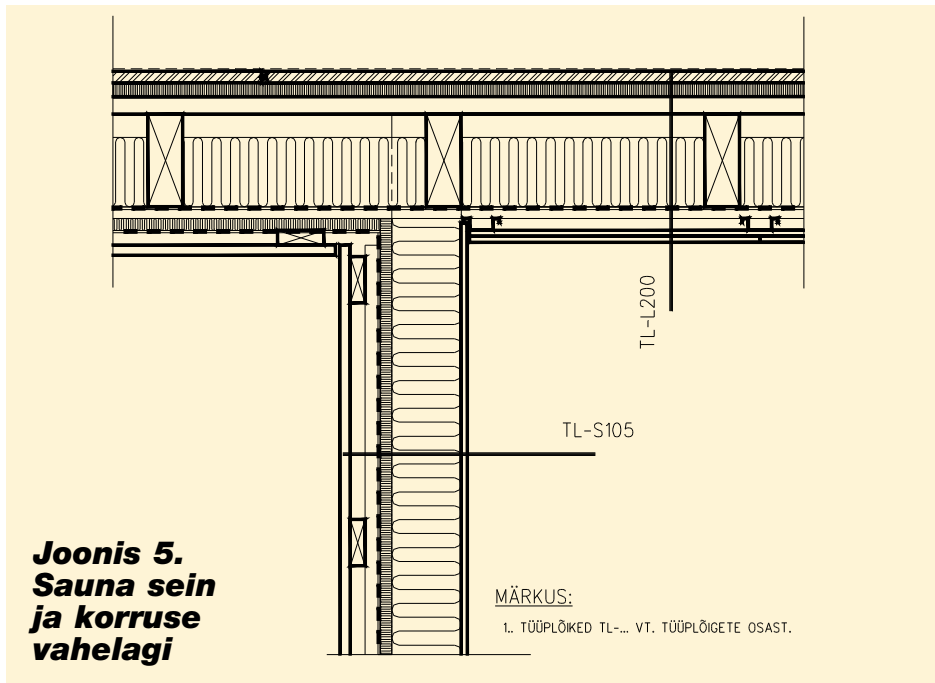 TL-L200
TL-S105
Joonis 5.
Sauna sein
ja korruse
vahelagi
MÄRKUS:
1.. TÜÜPLÕIKED TL-... VT. TÜÜPLÕIGETE OSAST.